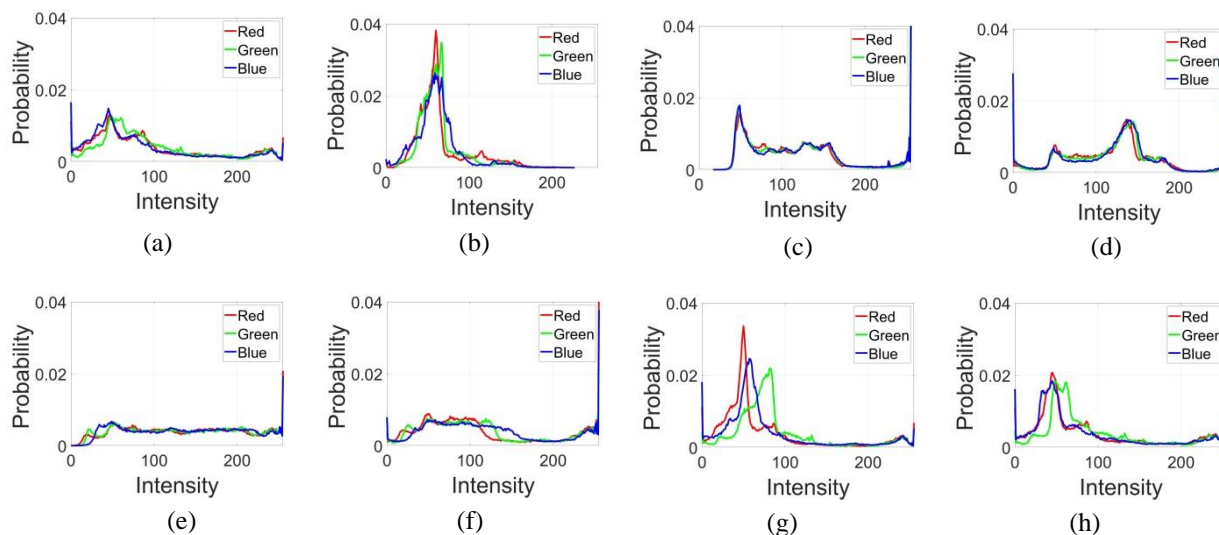 0.04
0.02
0
Probability
Red
Green
Blue
0 100 200
Intensity
(a)
0.04
0.02
0
Probability
Red
Green
Blue
0 100 200
Intensity
(b)
0.04
0.02
0
Probability
Red
Green
Blue
0 100 200
Intensity
(c)
0.04
0.02
0
Probability
Red
Green
Blue
0 100 200
Intensity
(d)
0.04
0.02
0
Probability
Red
Green
Blue
0 100 200
Intensity
(e)
0.04
0.02
0
Probability
Red
Green
Blue
0 100 200
Intensity
(f)
0.04
0.02
0
Probability
Red
Green
Blue
0 100 200
Intensity
(g)
0.04
0.02
0
Probability
Red
Green
Blue
0 100 200
Intensity
(h)